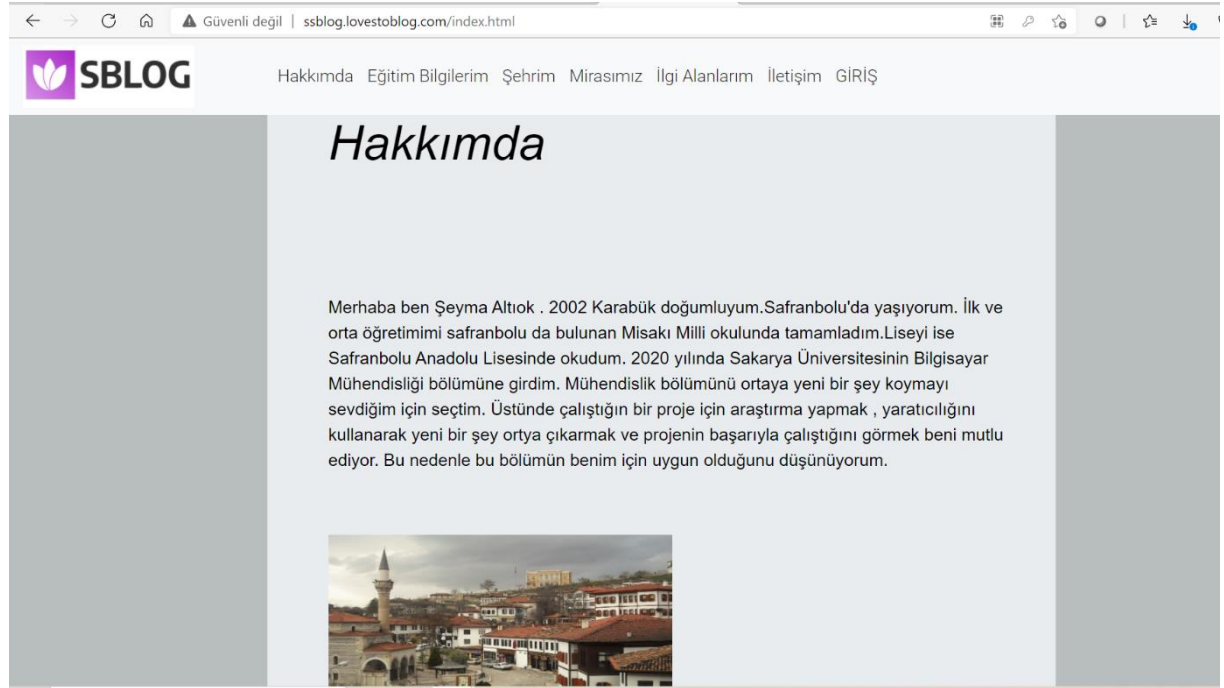 Güvenli değil | ssblog.lovestoblog.com/index.html
SBLOG
Hakkımda Eğitim Bilgilerim Şehrim Mirasımız İlgi Alanlarım İletişim GİRİŞ
Hakkımda
Merhaba ben Şeyma Altıok . 2002 Karabük doğumluyum.Safranbolu'da yaşıyorum. İlk ve
orta öğretimimi safranbolu da bulunan Misakı Milli okulunda tamamladım.Liseyi ise
Safranbolu Anadolu Lisesinde okudum. 2020 yılında Sakarya Üniversitesinin Bilgisayar
Mühendisliği bölümüne girdim. Mühendislik bölümünü ortaya yeni bir şey koymayı
sevdiğim için seçtim. Üstünde çalıştığın bir proje için araştırma yapmak , yaratıcılığını
kullanarak yeni bir şey ortya çıkarmak ve projenin başarıyla çalıştığını görmek beni mutlu
ediyor. Bu nedenle bu bölümün benim için uygun olduğunu düşünüyorum.